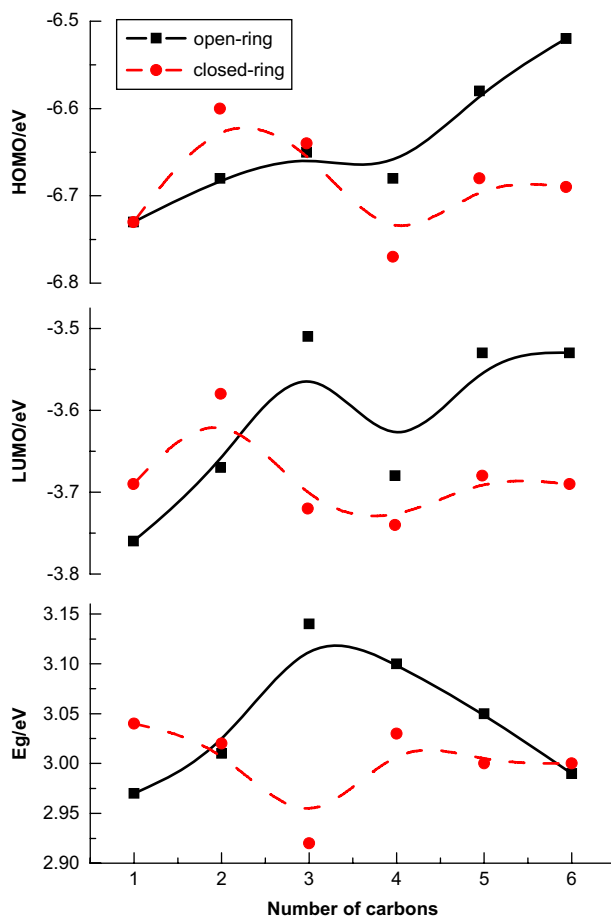 open-ring
closed-ring
-6.5
-6.6
-6.7
-6.8
HOMO/eV
-3.5
-3.6
-3.7
-3.8
LUMO/eV
3.15
3.10
3.05
3.00
2.95
2.90
Eg/eV
1 2 3 4 5 6
Number of carbons